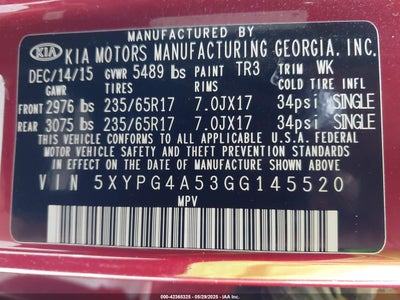 MANUFACTURED BY
KIA KIA MOTORS MANUFACTURING GEORGIA, INC.
DEC/14/15 GVWR 5489 lbs PAINT TR3 TRIM WK
TIRES RIMS COLD TIRE INFLATION
FRONT 2976 lbs 235/65R17 7.0JX17 34psi SINGLE
REAR 3075 lbs 235/65R17 7.0JX17 34psi SINGLE
THIS VEHICLE CONFORMS TO ALL APPLICABLE U.S.A. FEDERAL
MOTOR VEHICLE SAFETY, BUMPER, AND THEFT PREVENTION
STANDARDS IN EFFECT ON THE DATE OF MANUFACTURE SHOWN ABOVE.
VIN 5XYPG4A53GG145520
MPV
000-42365325 - 05/29/2025 - IAA Inc.